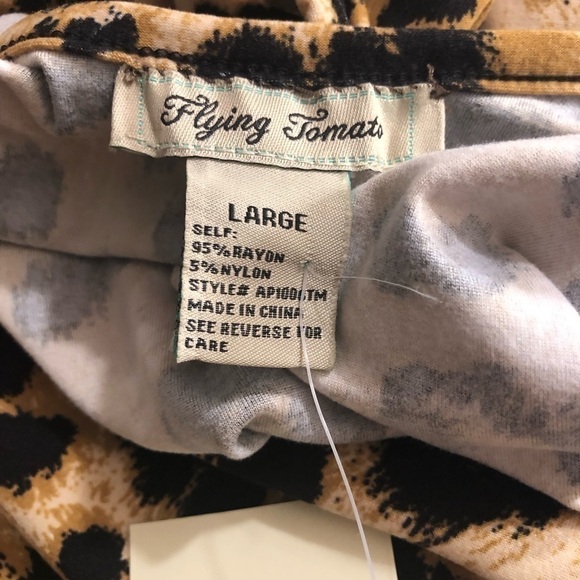 Flying Tomato
LARGE
SELF:
95% RAYON
5% NYLON
STYLE# AP1006TM
MADE IN CHINA
SEE REVERSE FOR
CARE